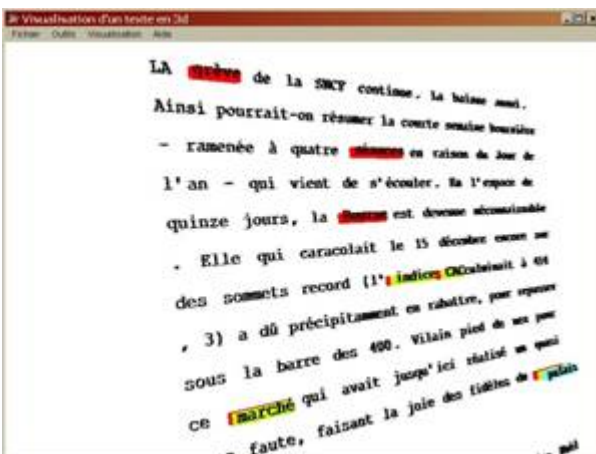 Visualisation d'un texte en 3d
Fichier Outils Visualisation Aide
LA grève de la SNCF continue. La baisse aussi.
Ainsi pourrait-on résumer la courte semaine boursière
- ramenée à quatre séances en raison du Jour de
l'an - qui vient de s'écouler. En l'espace de
quinze jours, la Bourse est devenue méconnaissable
. Elle qui caracolait le 15 décembre encore sur
des sommets record (l' indice CAC culminait à
, 3) a dû précipitamment en rabattre, pour repasser
sous la barre des 400. Vilain pied de nez pour
ce marché qui avait jusqu'ici réalisé un quasi
faute, faisant la joie des fidèles du palais